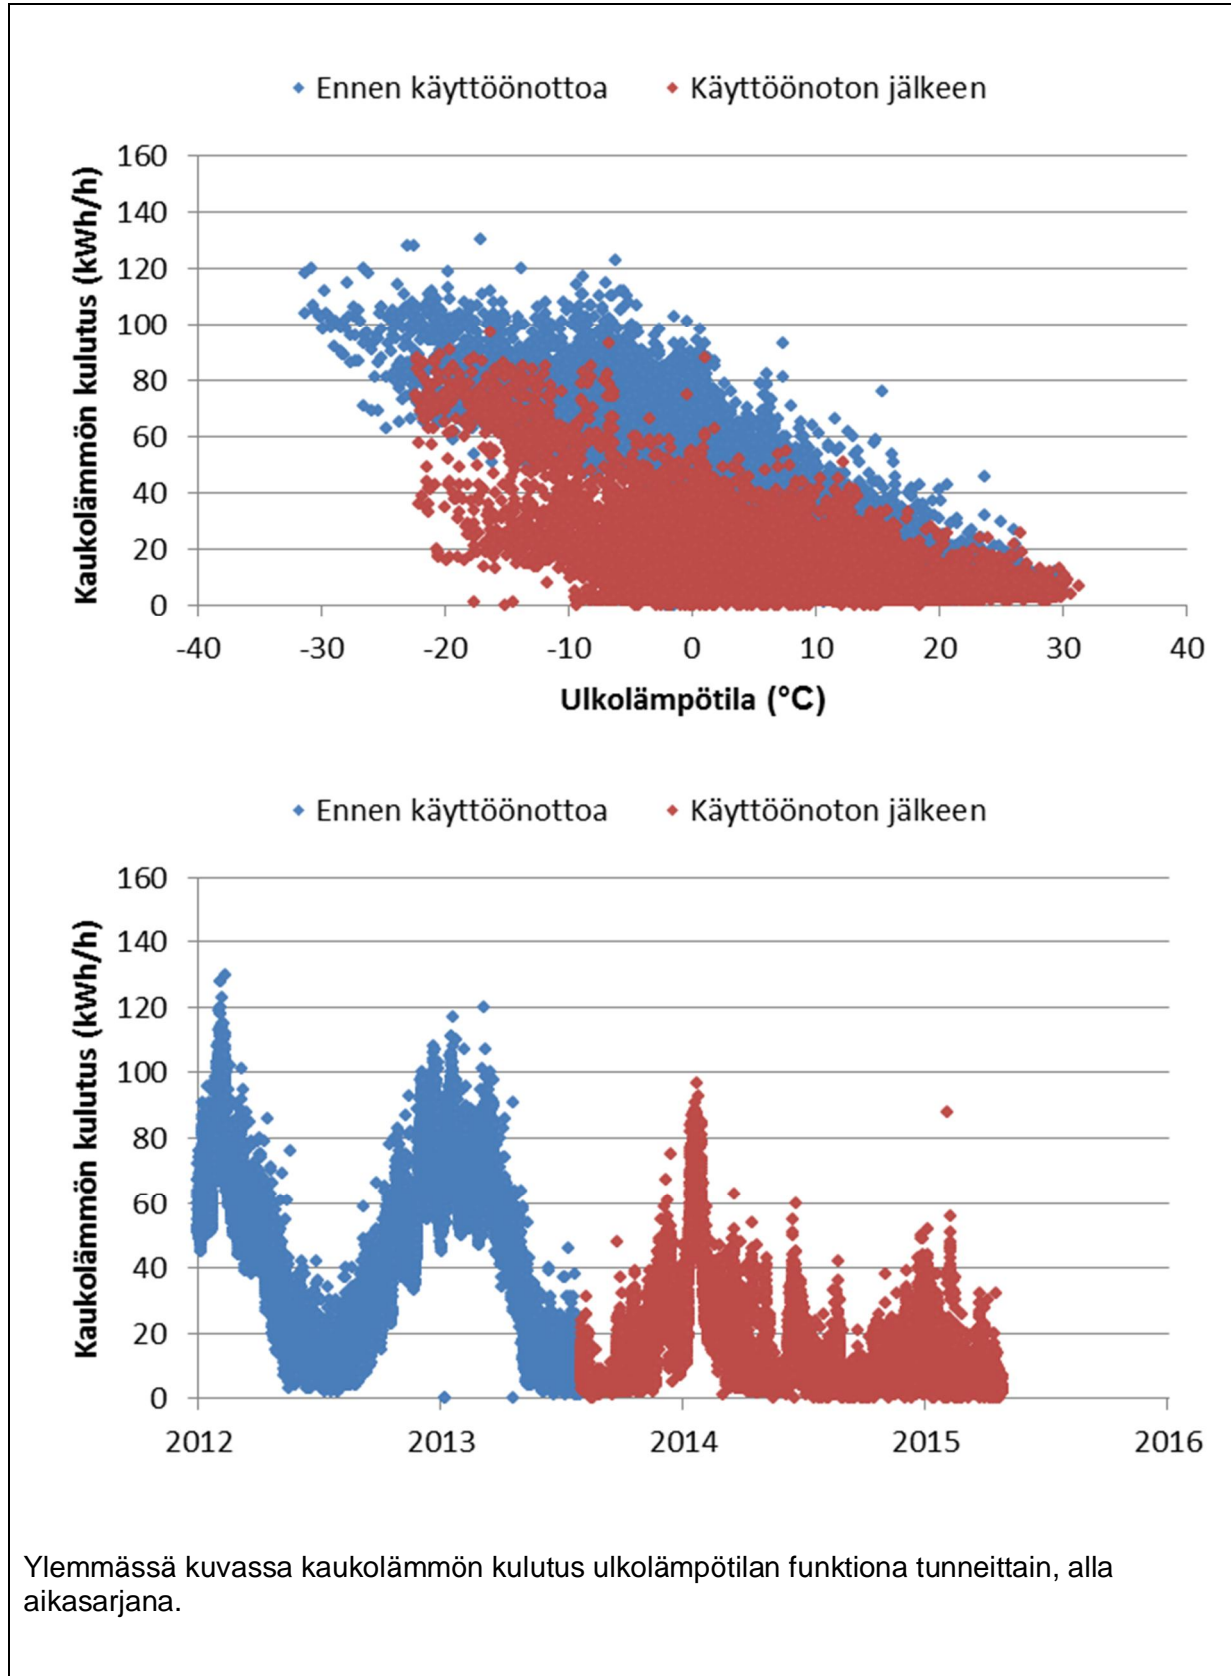 Ennen käyttöönottoa Käyttöönoton jälkeen
Kaukolämmön kulutus (kWh/h)
160
140
120
100
80
60
40
20
0
-40 -30 -20 -10 0 10 20 30 40
Ulkolämpötila (°C)
Ennen käyttöönottoa Käyttöönoton jälkeen
Kaukolämmön kulutus (kWh/h)
160
140
120
100
80
60
40
20
0
2012 2013 2014 2015 2016
Ylemmässä kuvassa kaukolämmön kulutus ulkolämpötilan funktiona tunneittain, alla
aikasarjana.